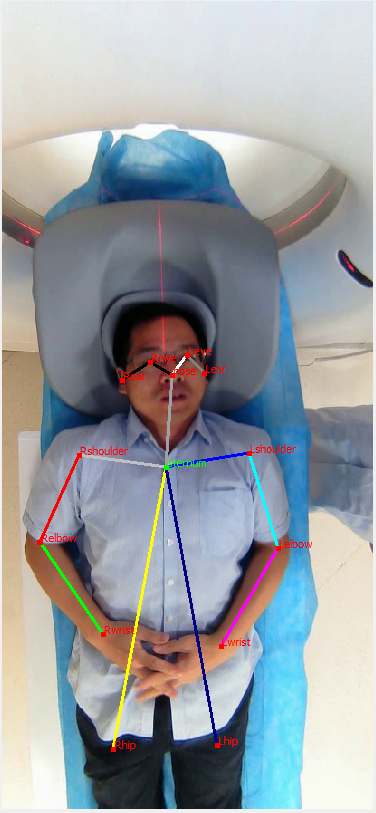 Reye
Leye
Rear
nose
Lear
Rshoulder
Lshoulder
sternum
Relbow
Lelbow
Rwrist
Lwrist
Rhip
Lhip